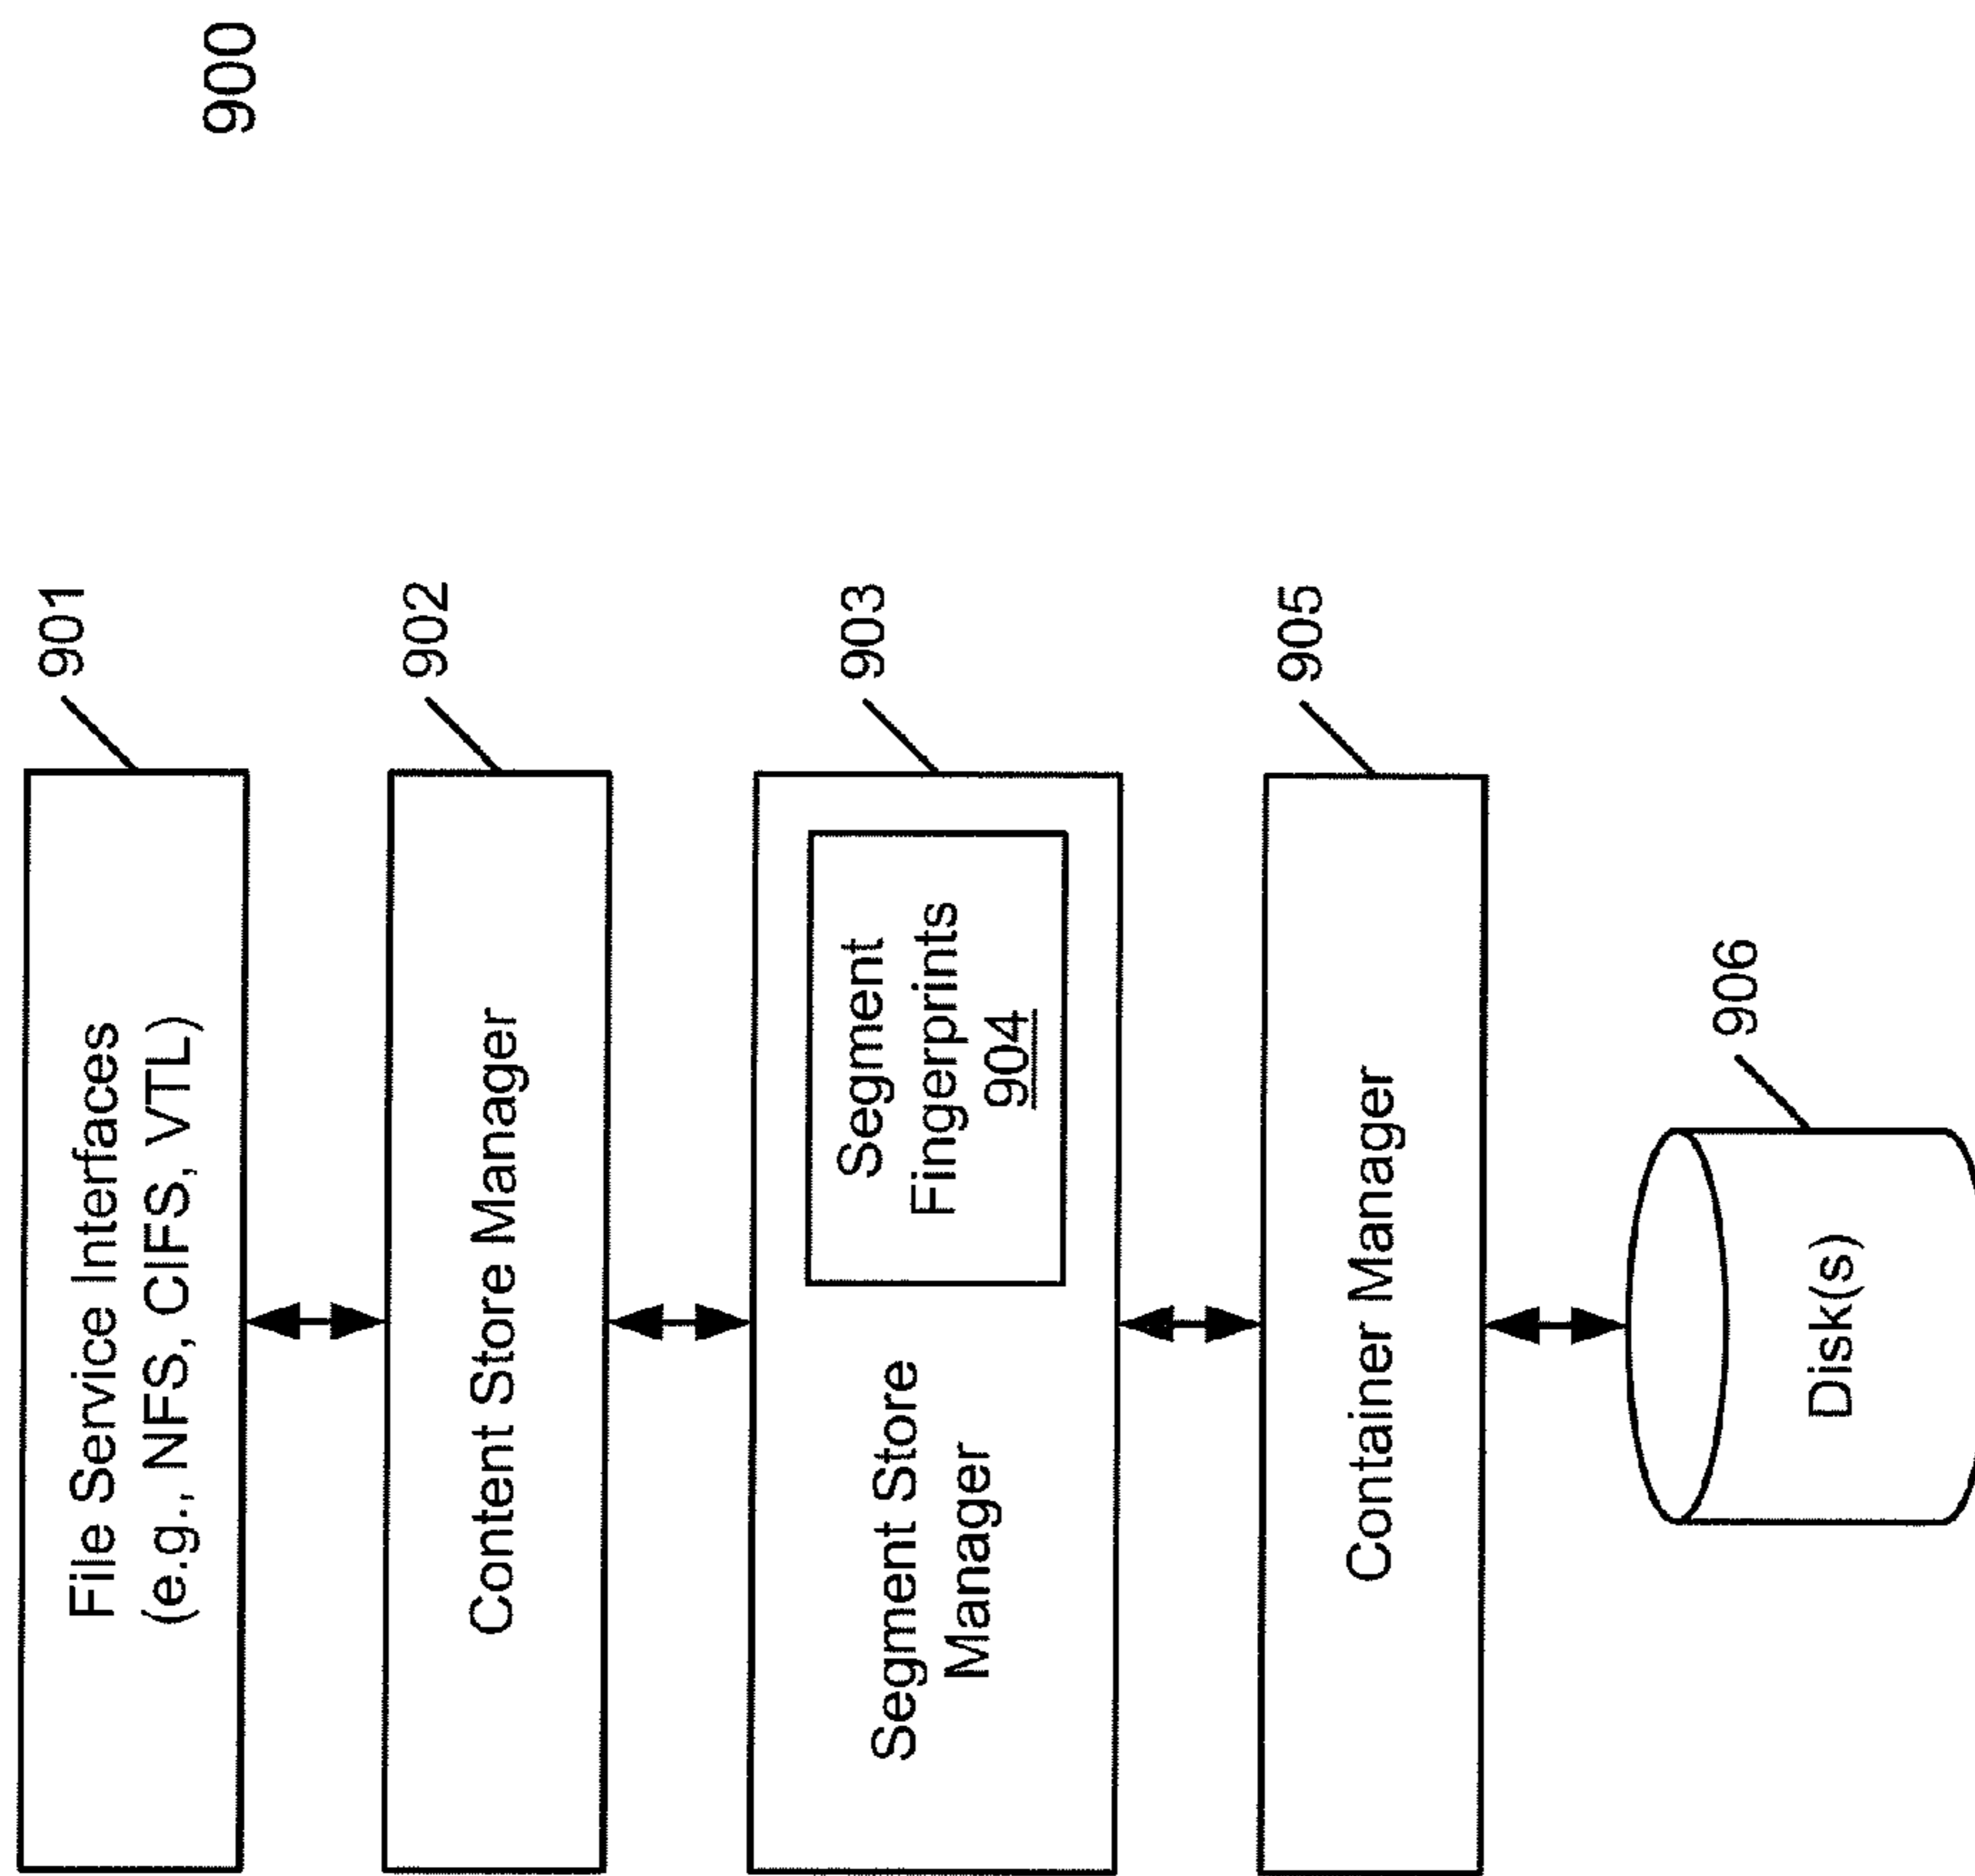 900
901
File Service Interfaces
(e.g., NFS, CIFS, VTL)
902
Content Store Manager
903
Segment Store
Manager
Segment
Fingerprints
904
905
Container Manager
906
Disk(s)